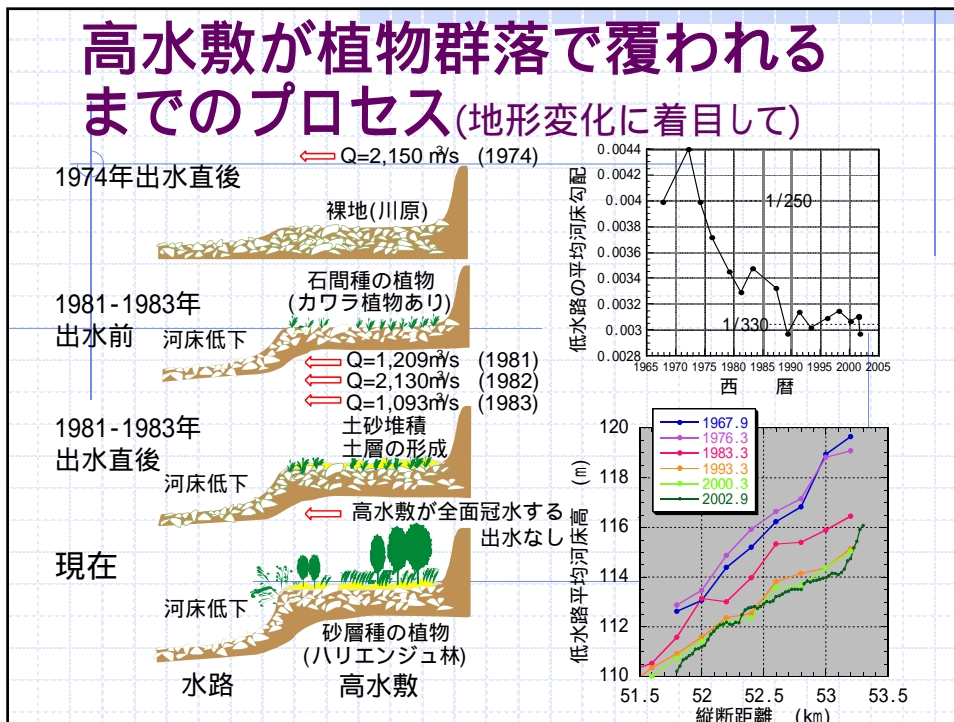 高水敷が植物群落で覆われる
までのプロセス(地形変化に着目して)
Q=2,150 m³/s (1974)
1974年出水直後
裸地(川原)
石間種の植物
(カワラ植物あり)
1981-1983年
出水前
河床低下
Q=1,209m³/s (1981)
Q=2,130m³/s (1982)
Q=1,093m³/s (1983)
1981-1983年
出水直後
土砂堆積
土層の形成
河床低下
高水敷が全面冠水する
出水なし
現在
河床低下
砂層種の植物
(ハリエンジュ林)
水路
高水敷
低水路の平均河床勾配
0.0044
0.0042
0.004
0.0038
0.0036
0.0034
0.0032
0.003
0.0028
1/250
1/330
1965 1970 1975 1980 1985 1990 1995 2000 2005
西 暦
低水路平均河床高 (m)
120
118
116
114
112
110
1967.9
1976.3
1983.3
1993.3
2000.3
2002.9
51.5 52 52.5 53 53.5
縦断距離 (km)